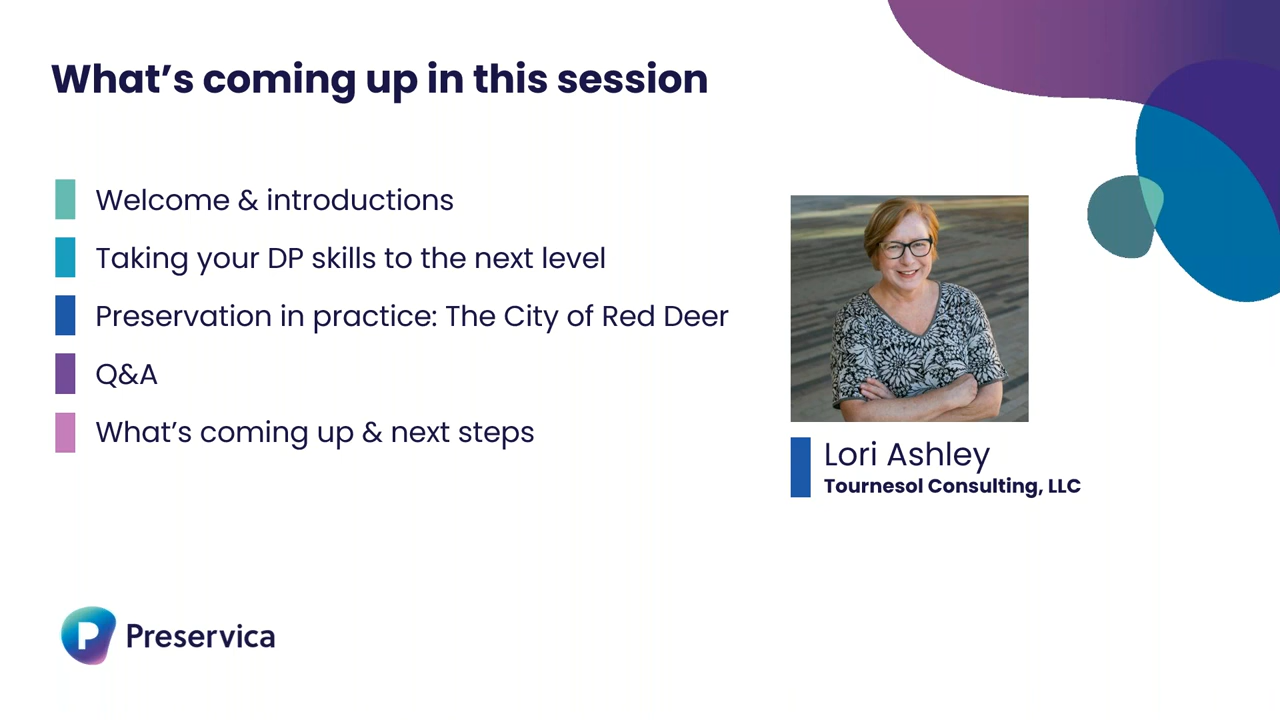 What’s coming up in this session
Welcome & introductions
Taking your DP skills to the next level
Preservation in practice: The City of Red Deer
Q&A
What’s coming up & next steps
Lori Ashley
Tournesol Consulting, LLC
P Preservica